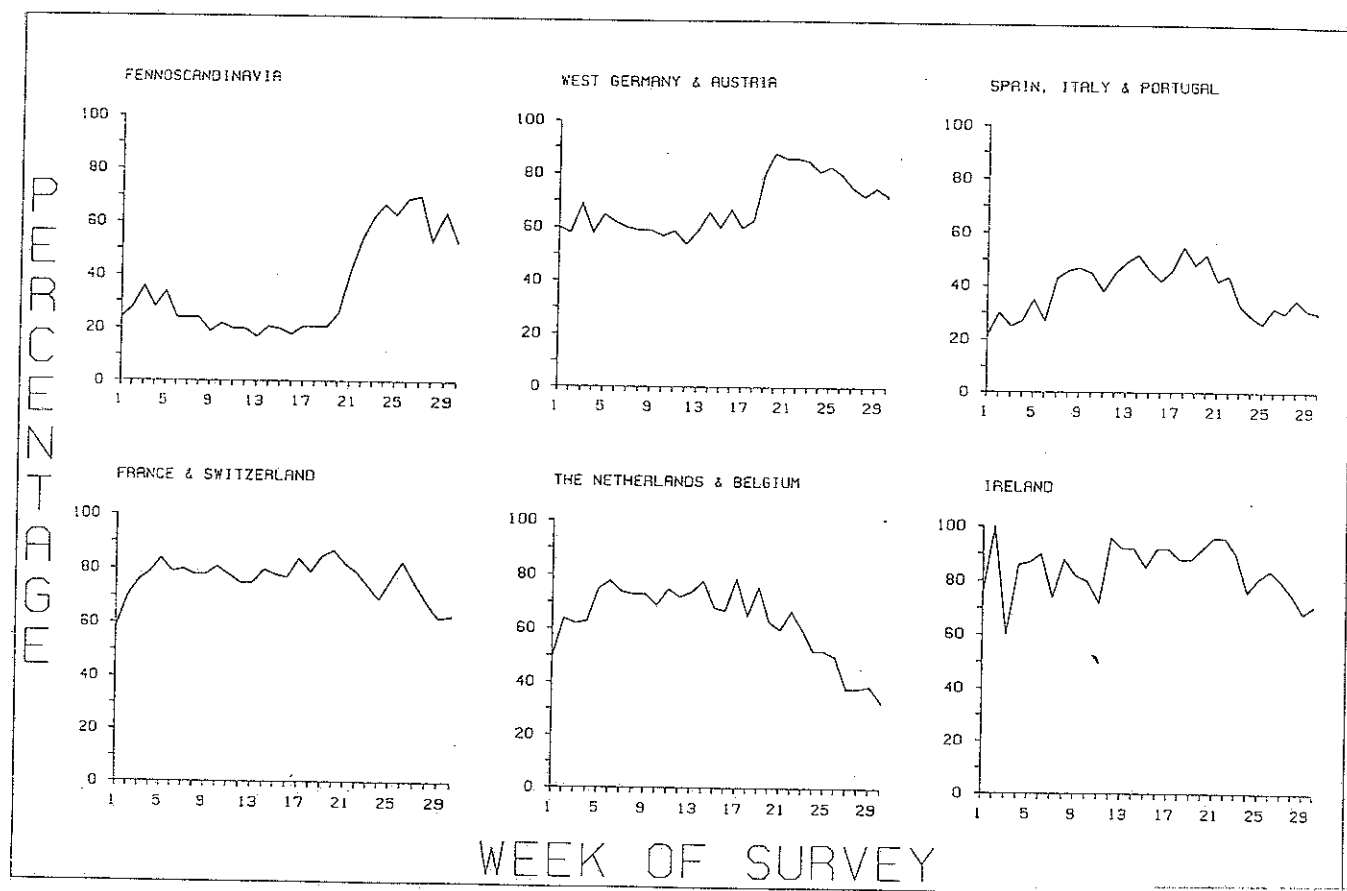 FENNOSCANDINAVIA
WEST GERMANY & AUSTRIA
SPAIN, ITALY & PORTUGAL
100
80
60
40
20
0
1 5 9 13 17 21 25 29
100
80
60
40
20
0
1 5 9 13 17 21 25 29
100
80
60
40
20
0
1 5 9 13 17 21 25 29
PERCENTAGE
FRANCE & SWITZERLAND
THE NETHERLANDS & BELGIUM
IRELAND
100
80
60
40
20
0
1 5 9 13 17 21 25 29
100
80
60
40
20
0
1 5 9 13 17 21 25 29
100
80
60
40
20
0
1 5 9 13 17 21 25 29
WEEK OF SURVEY